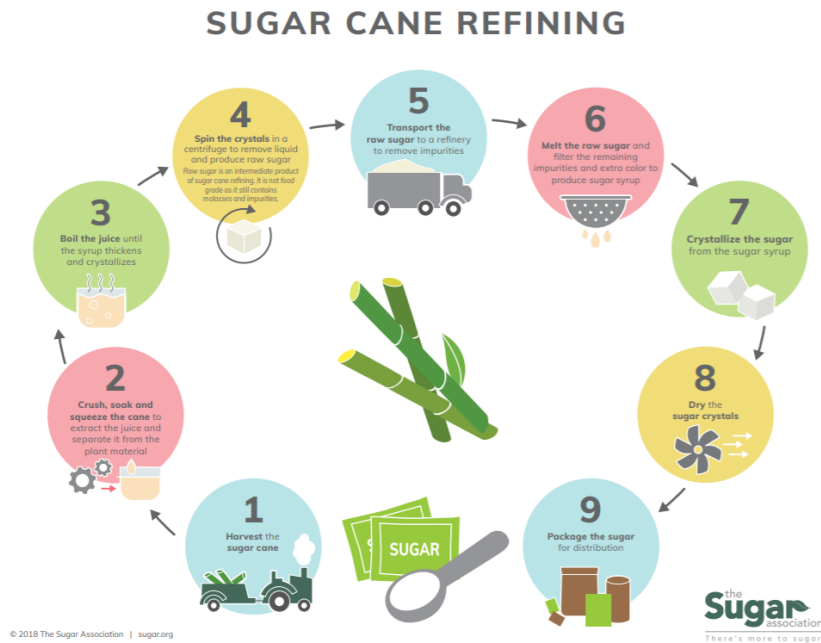 SUGAR CANE REFINING
1
Harvest the
sugar cane
2
Crush, soak and
squeeze the cane to
extract the juice and
separate it from the
plant material
3
Boil the juice until
the syrup thickens
and crystallizes
4
Spin the crystals in a
centrifuge to remove liquid
and produce raw sugar
Raw sugar is an intermediate product
of sugar cane refining. It is not food
grade as it still contains
molasses and impurities.
5
Transport the
raw sugar to a refinery
to remove impurities
6
Melt the raw sugar and
filter the remaining
impurities and extra color to
produce sugar syrup
7
Crystallize the sugar
from the sugar syrup
8
Dry the
sugar crystals
9
Package the sugar
for distribution
S
SUGAR
© 2018 The Sugar Association | sugar.org
the
Sugar
association
There's more to sugar